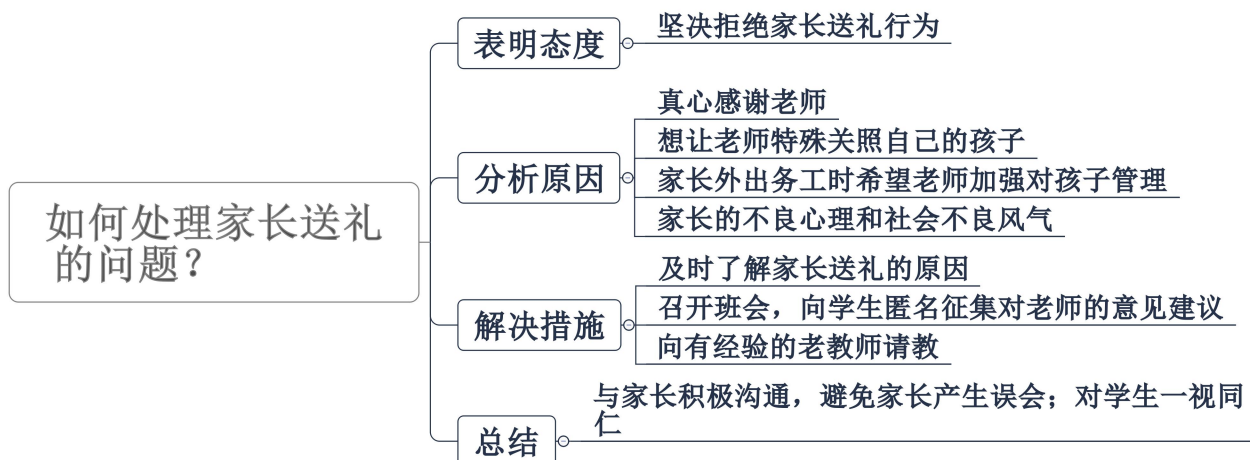 如何处理家长送礼
的问题？
表明态度
坚决拒绝家长送礼行为
分析原因
真心感谢老师
想让老师特殊关照自己的孩子
家长外出务工时希望老师加强对孩子管理
家长的不良心理和社会不良风气
解决措施
及时了解家长送礼的原因
召开班会，向学生匿名征集对老师的意见建议
向有经验的老教师请教
总结
与家长积极沟通，避免家长产生误会；对学生一视同
仁